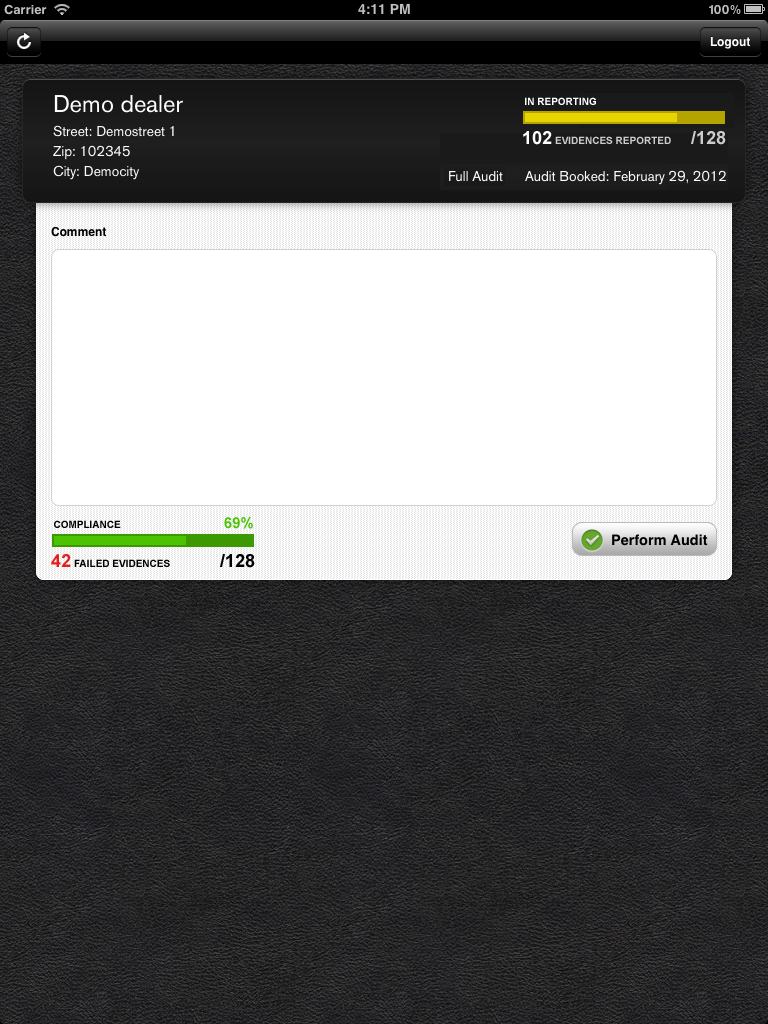 Carrier 4:11 PM 100%
Logout
Demo dealer
Street: Demostreet 1
Zip: 102345
City: Democity
IN REPORTING
102 EVIDENCES REPORTED /128
Full Audit Audit Booked: February 29, 2012
Comment
COMPLIANCE 69%
42 FAILED EVIDENCES /128
Perform Audit